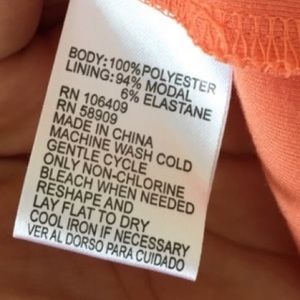 BODY:100%POLYESTER
LINING: 94% MODAL
6% ELASTANE
RN 106409
RN 58909
MADE IN CHINA
MACHINE WASH COLD
GENTLE CYCLE
ONLY NON-CHLORINE
BLEACH WHEN NEEDED
RESHAPE AND
LAY FLAT TO DRY
COOL IRON IF NECESSARY
VER AL DORSO PARA CUIDADO